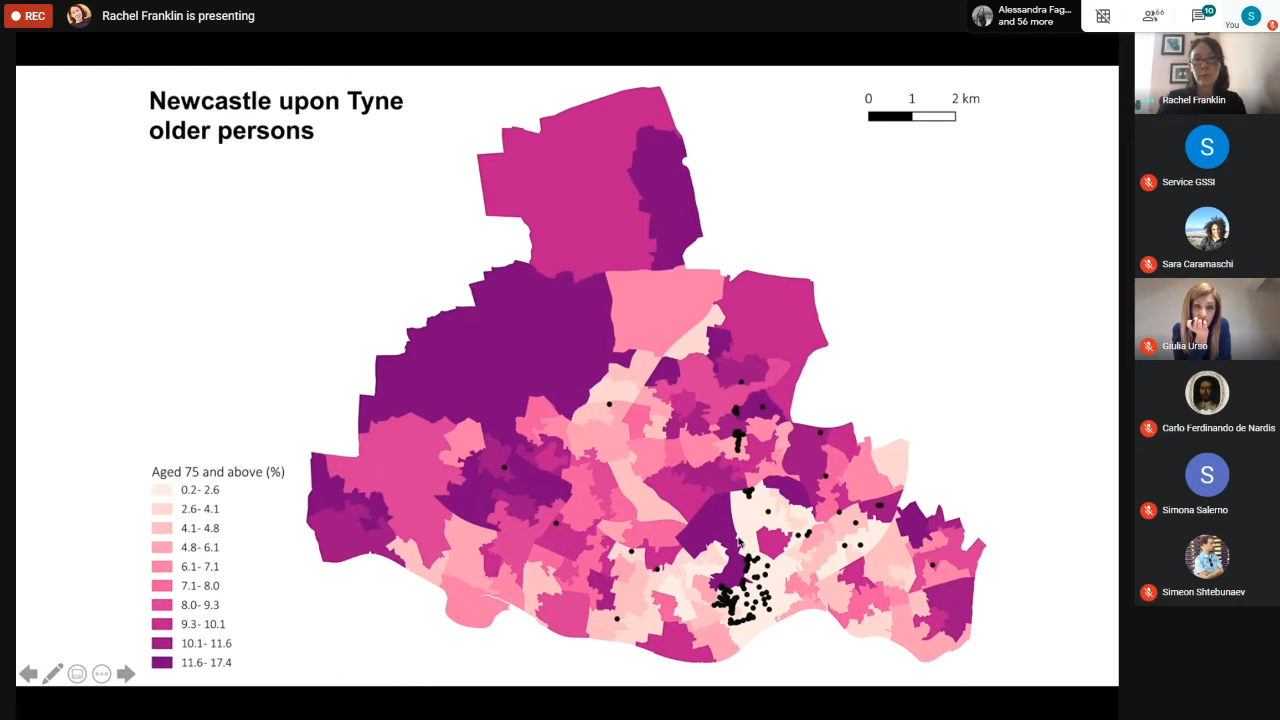 REC
Rachel Franklin is presenting
Alessandra Fag...
and 56 more
66
10
You
S
Newcastle upon Tyne
older persons
0 1 2 km
Aged 75 and above (%)
0.2- 2.6
2.6- 4.1
4.1- 4.8
4.8- 6.1
6.1- 7.1
7.1- 8.0
8.0- 9.3
9.3- 10.1
10.1- 11.6
11.6- 17.4
Rachel Franklin
S
Service GSSI
Sara Caramaschi
Giulia Urso
Carlo Ferdinando de Nardis
S
Simona Salerno
Simeon Shtebunaev